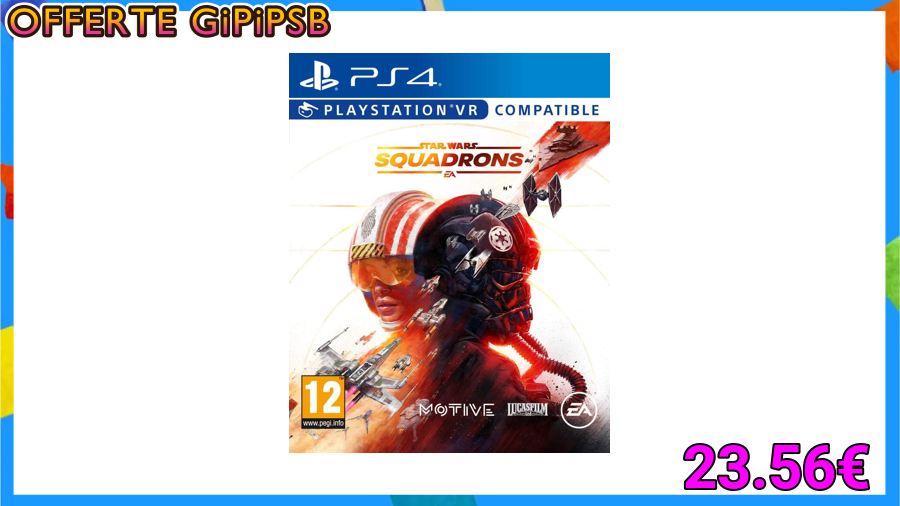 OFFERTE GiPiPSB
PS4
PLAYSTATION®VR COMPATIBLE
STAR WARS
SQUADRONS
EA
12
www.pegi.info
MOTIVE
LUCASFILM
EA
23.56€